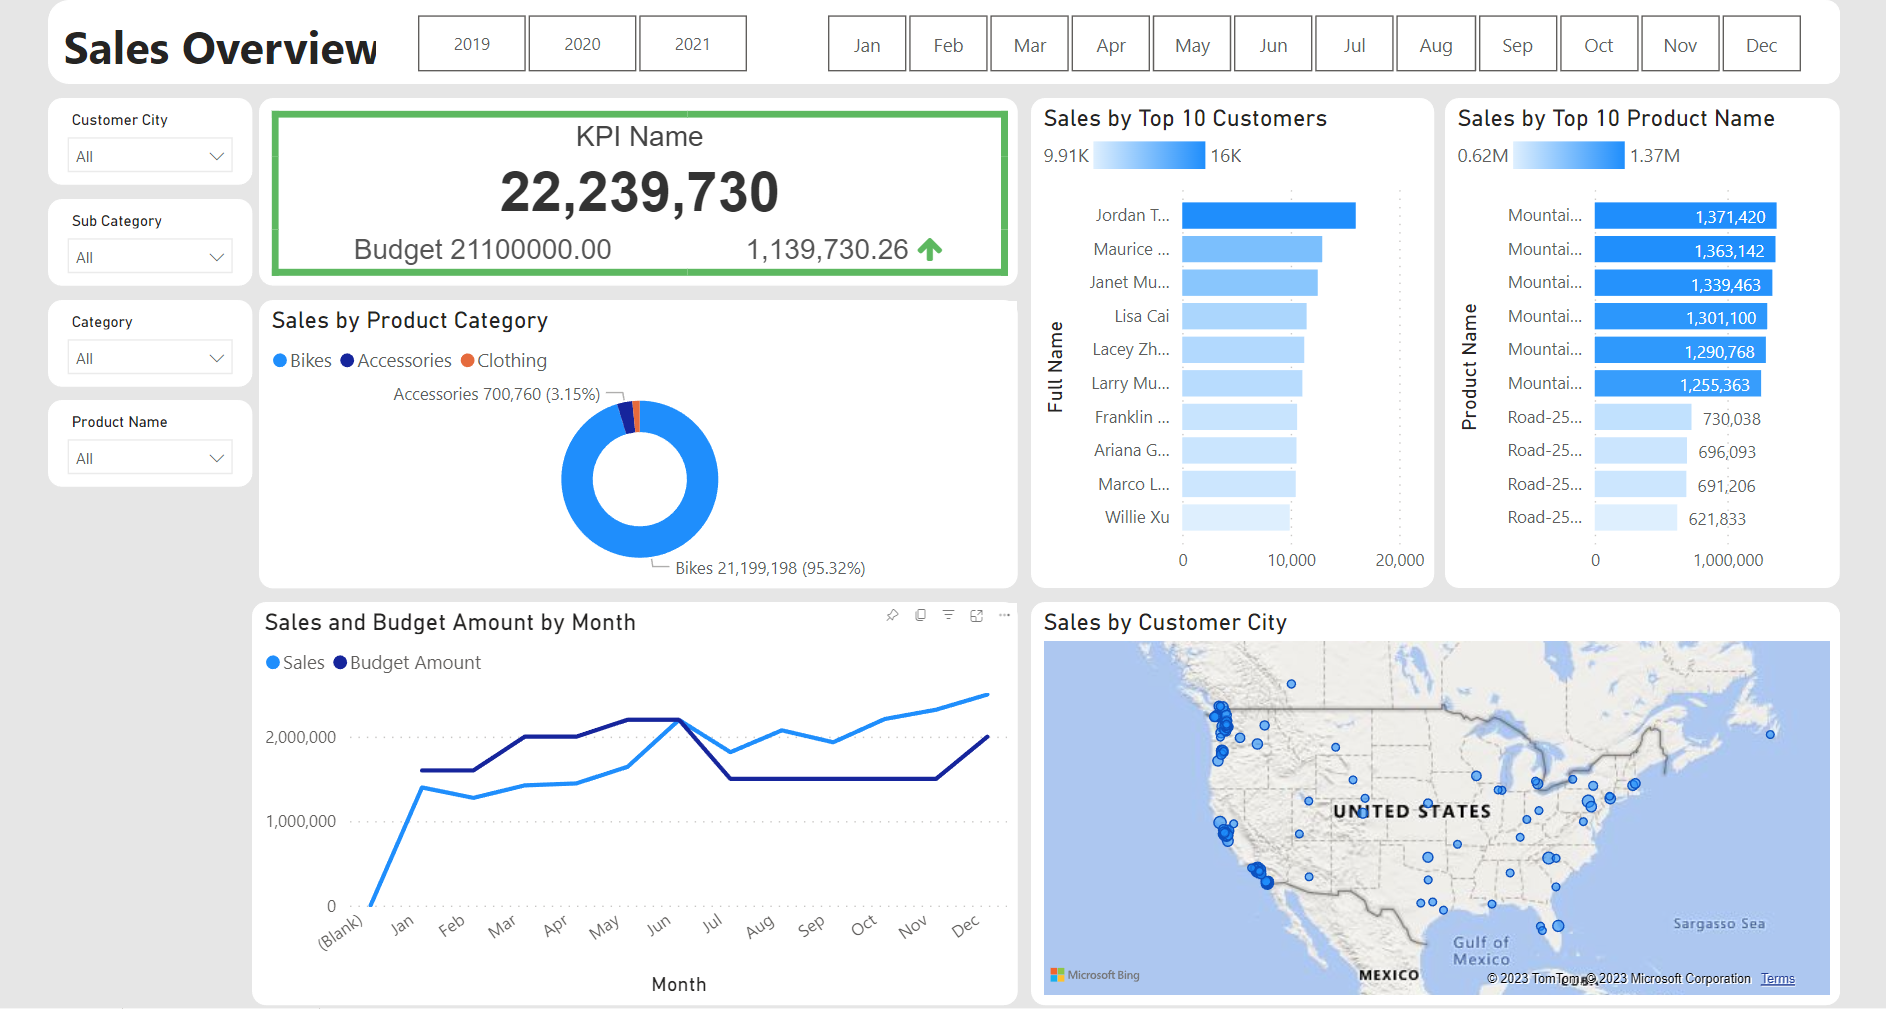 Sales Overview
2019 2020 2021
Jan Feb Mar Apr May Jun Jul Aug Sep Oct Nov Dec
Customer City
All
Sub Category
All
Category
All
Product Name
All
KPI Name
22,239,730
Budget 21100000.00 1,139,730.26
Sales by Product Category
Bikes Accessories Clothing
Accessories 700,760 (3.15%)
Bikes 21,199,198 (95.32%)
Sales by Top 10 Customers
9.91K 16K
Full Name
Jordan T...
Maurice ...
Janet Mu...
Lisa Cai
Lacey Zh...
Larry Mu...
Franklin ...
Ariana G...
Marco L...
Willie Xu
0 10,000 20,000
Sales by Top 10 Product Name
0.62M 1.37M
Product Name
Mountai... 1,371,420
Mountai... 1,363,142
Mountai... 1,339,463
Mountai... 1,301,100
Mountai... 1,290,768
Mountai... 1,255,363
Road-25... 730,038
Road-25... 696,093
Road-25... 691,206
Road-25... 621,833
0 1,000,000
Sales and Budget Amount by Month
Sales Budget Amount
2,000,000
1,000,000
0
(Blank) Jan Feb Mar Apr May Jun Jul Aug Sep Oct Nov Dec
Month
Sales by Customer City
UNITED STATES
Sargasso Sea
Gulf of
Mexico
MEXICO
Microsoft Bing
© 2023 TomTom, © 2023 Microsoft Corporation Terms